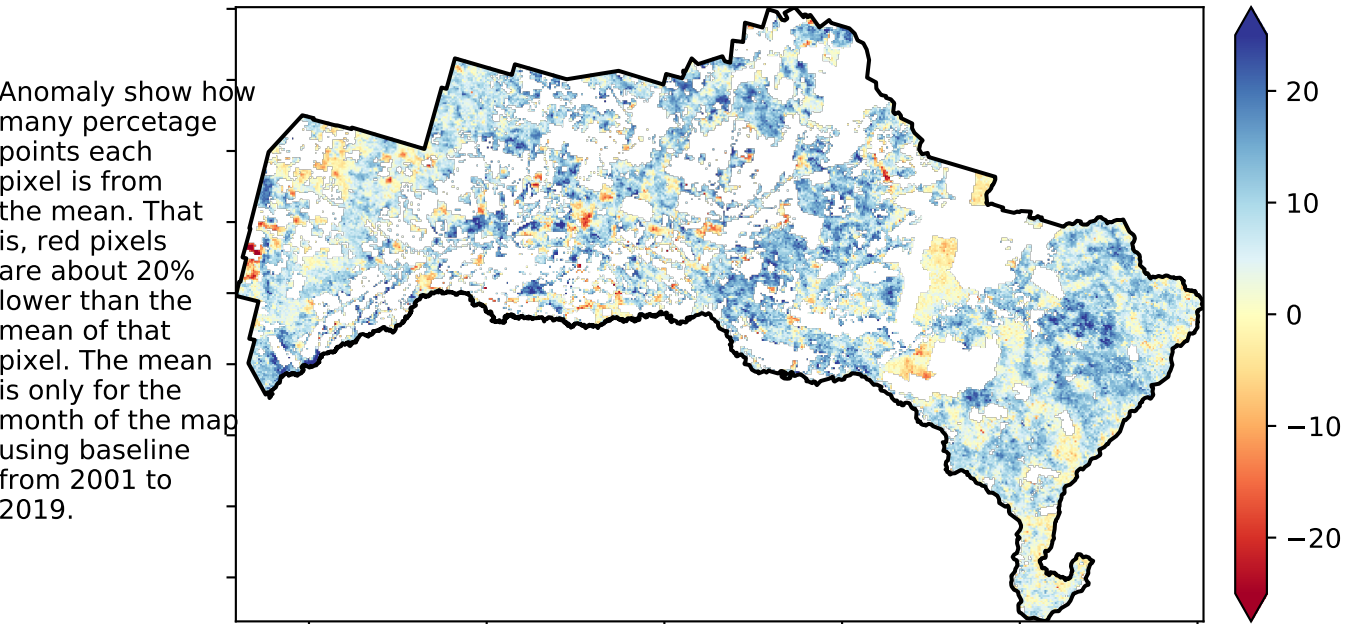 Anomaly show how
many percetage
points each
pixel is from
the mean. That
is, red pixels
are about 20%
lower than the
mean of that
pixel. The mean
is only for the
month of the map
using baseline
from 2001 to
2019.
20
10
0
−10
−20